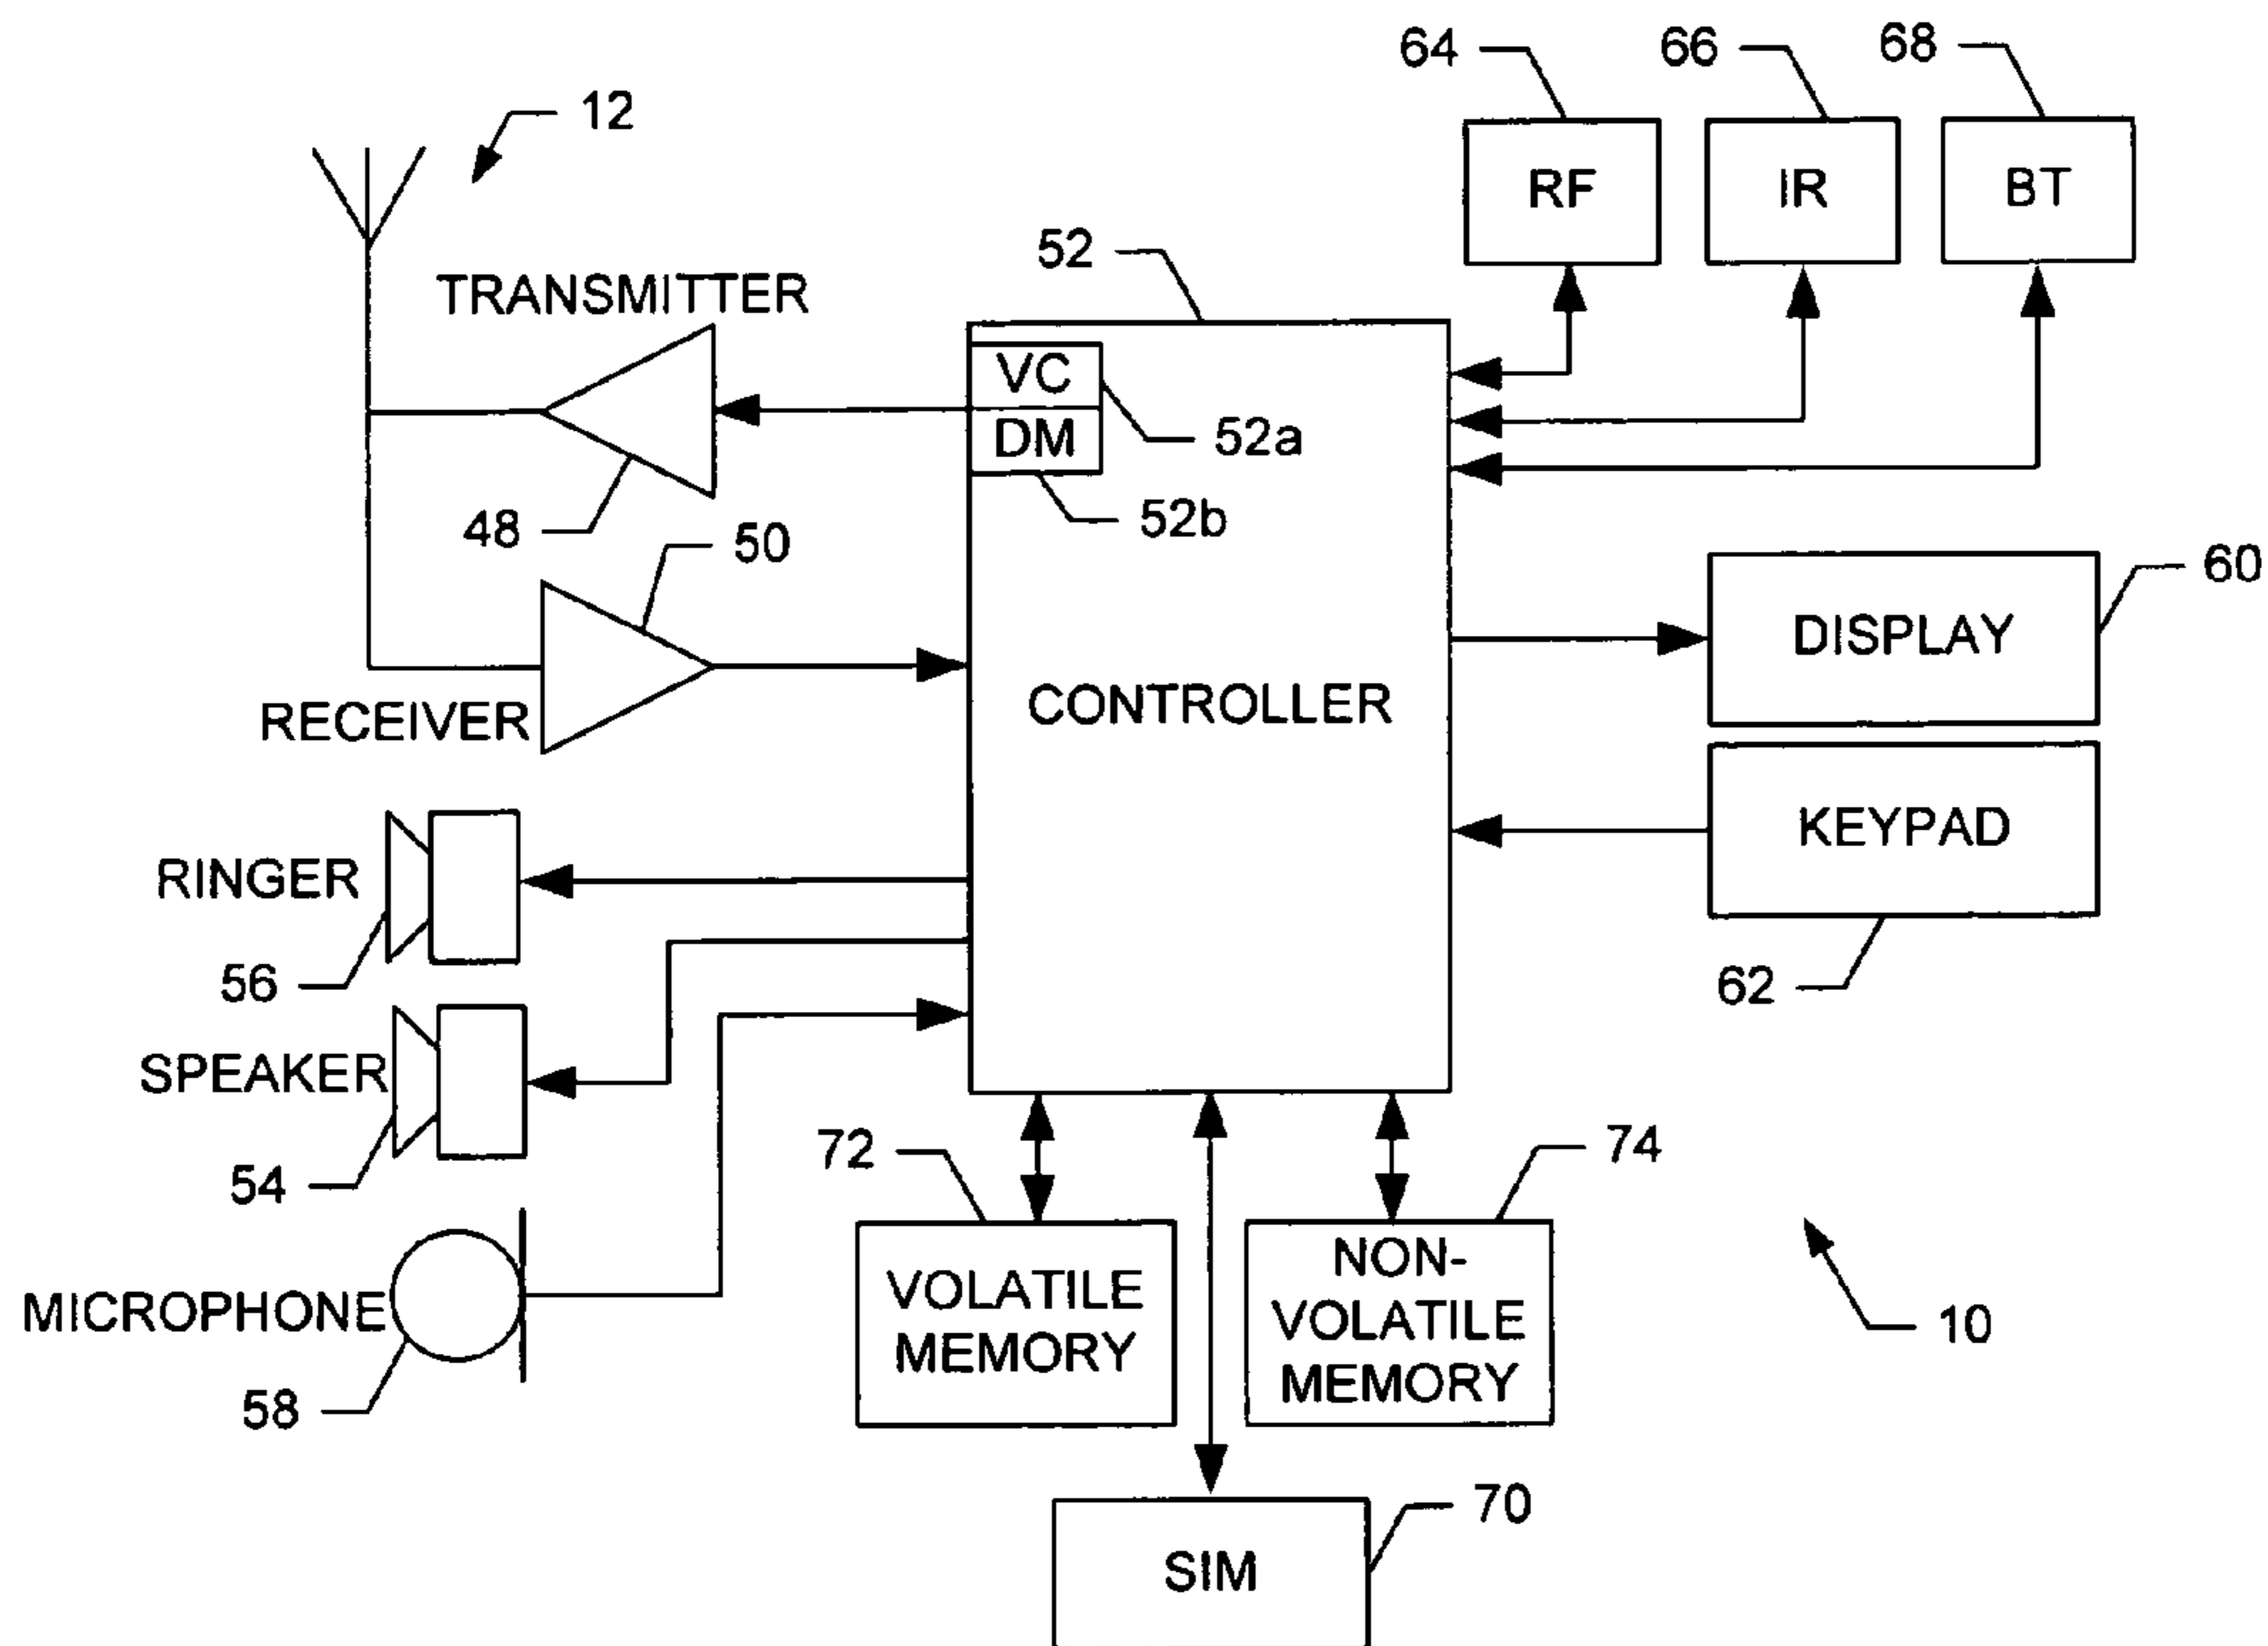 64
66
68
12
RF
IR
BT
52
TRANSMITTER
VC
52a
DM
48
52b
50
60
DISPLAY
CONTROLLER
RECEIVER
KEYPAD
RINGER
56
62
SPEAKER
72
74
54
NON-
VOLATILE
MEMORY
VOLATILE
MEMORY
MICROPHONE
10
58
70
SIM